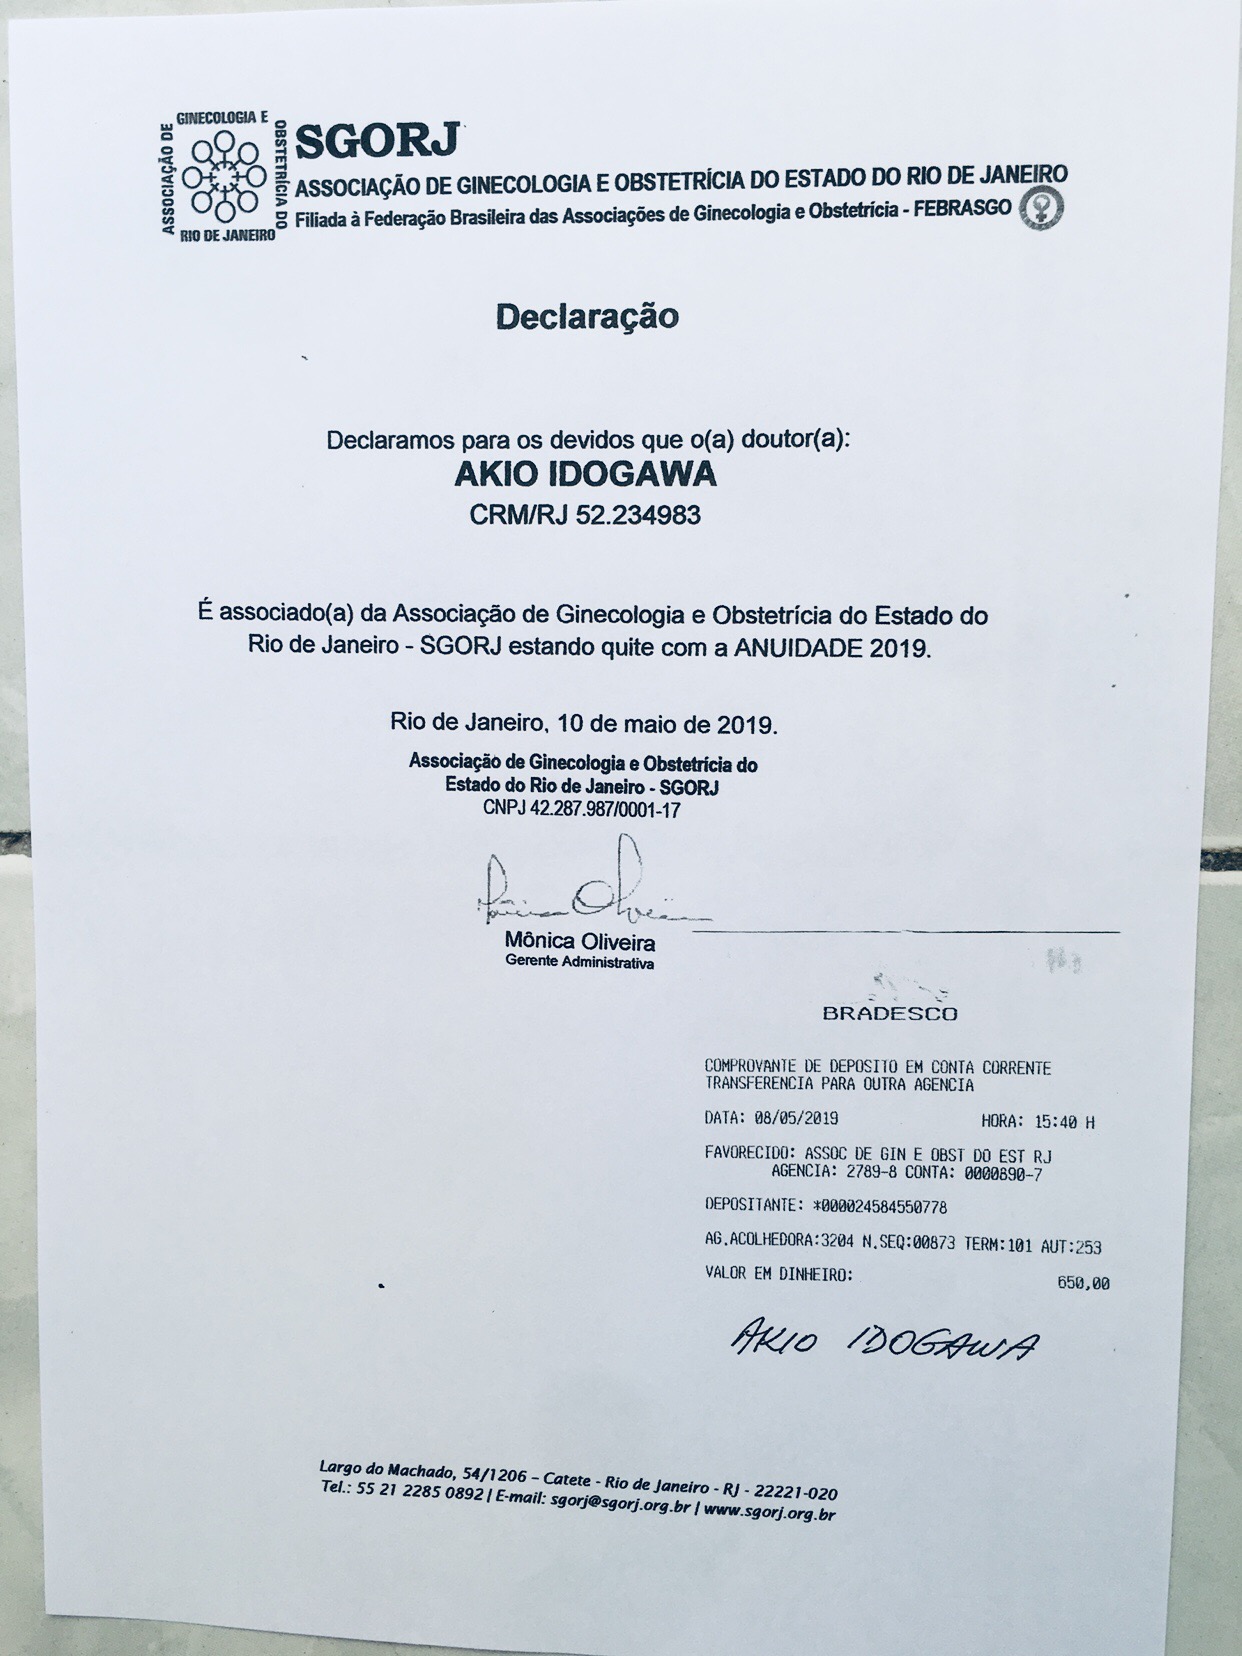 ASSOCIAÇÃO DE
GINECOLOGIA E
OBSTETRÍCIA DO
RIO DE JANEIRO
SGORJ
ASSOCIAÇÃO DE GINECOLOGIA E OBSTETRÍCIA DO ESTADO DO RIO DE JANEIRO
Filiada à Federação Brasileira das Associações de Ginecologia e Obstetrícia - FEBRASGO
Declaração
Declaramos para os devidos que o(a) doutor(a):
AKIO IDOGAWA
CRM/RJ 52.234983
É associado(a) da Associação de Ginecologia e Obstetrícia do Estado do
Rio de Janeiro - SGORJ estando quite com a ANUIDADE 2019.
Rio de Janeiro, 10 de maio de 2019.
Associação de Ginecologia e Obstetrícia do
Estado do Rio de Janeiro - SGORJ
CNPJ 42.287.987/0001-17
Mônica Oliveira
Mônica Oliveira
Gerente Administrativa
BRADESCO
COMPROVANTE DE DEPOSITO EM CONTA CORRENTE
TRANSFERENCIA PARA OUTRA AGENCIA
DATA: 08/05/2019 HORA: 15:40 H
FAVORECIDO: ASSOC DE GIN E OBST DO EST RJ
AGENCIA: 2789-8 CONTA: 0000890-7
DEPOSITANTE: *000024584550778
AG.ACOLHEDORA:3204 N.SEQ:00873 TERM:101 AUT:253
VALOR EM DINHEIRO: 650,00
AKIO IDOGAWA
Largo do Machado, 54/1206 – Catete - Rio de Janeiro - RJ - 22221-020
Tel.: 55 21 2285 0892 | E-mail: sgorj@sgorj.org.br | www.sgorj.org.br